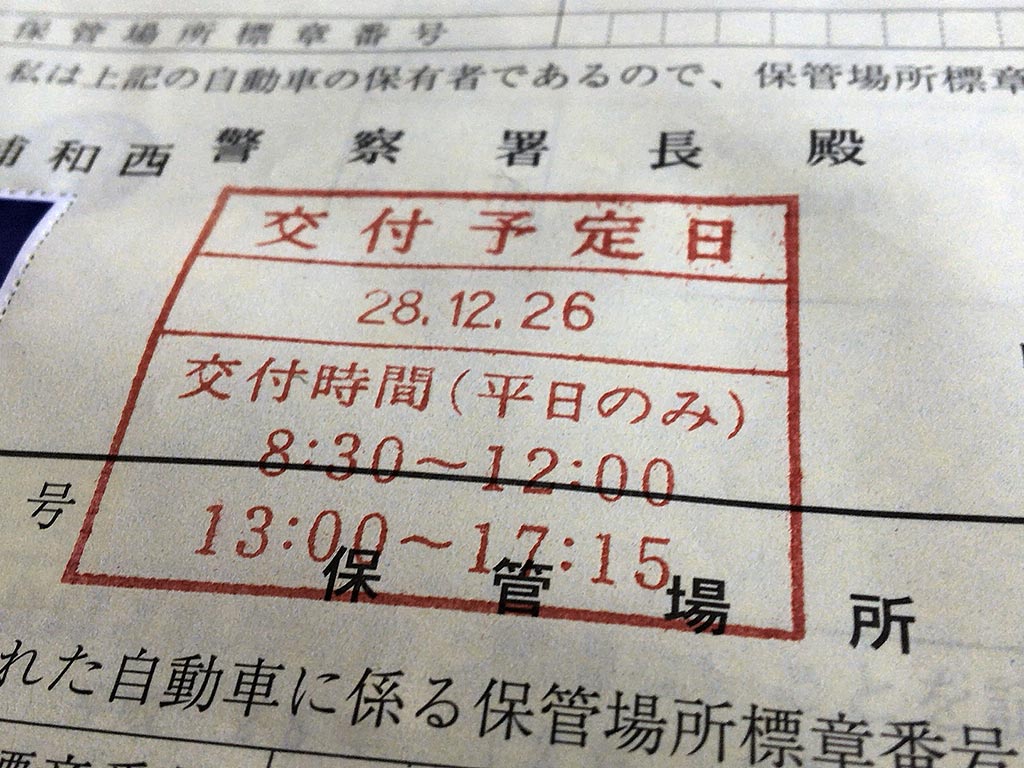 保管場所標章番号
私は上記の自動車の保有者であるので、保管場所標章
浦和西警察署長殿
交付予定日
28.12.26
交付時間(平日のみ)
8:30～12:00
号
13:00～17:15
保管場所
れた自動車に係る保管場所標章番号